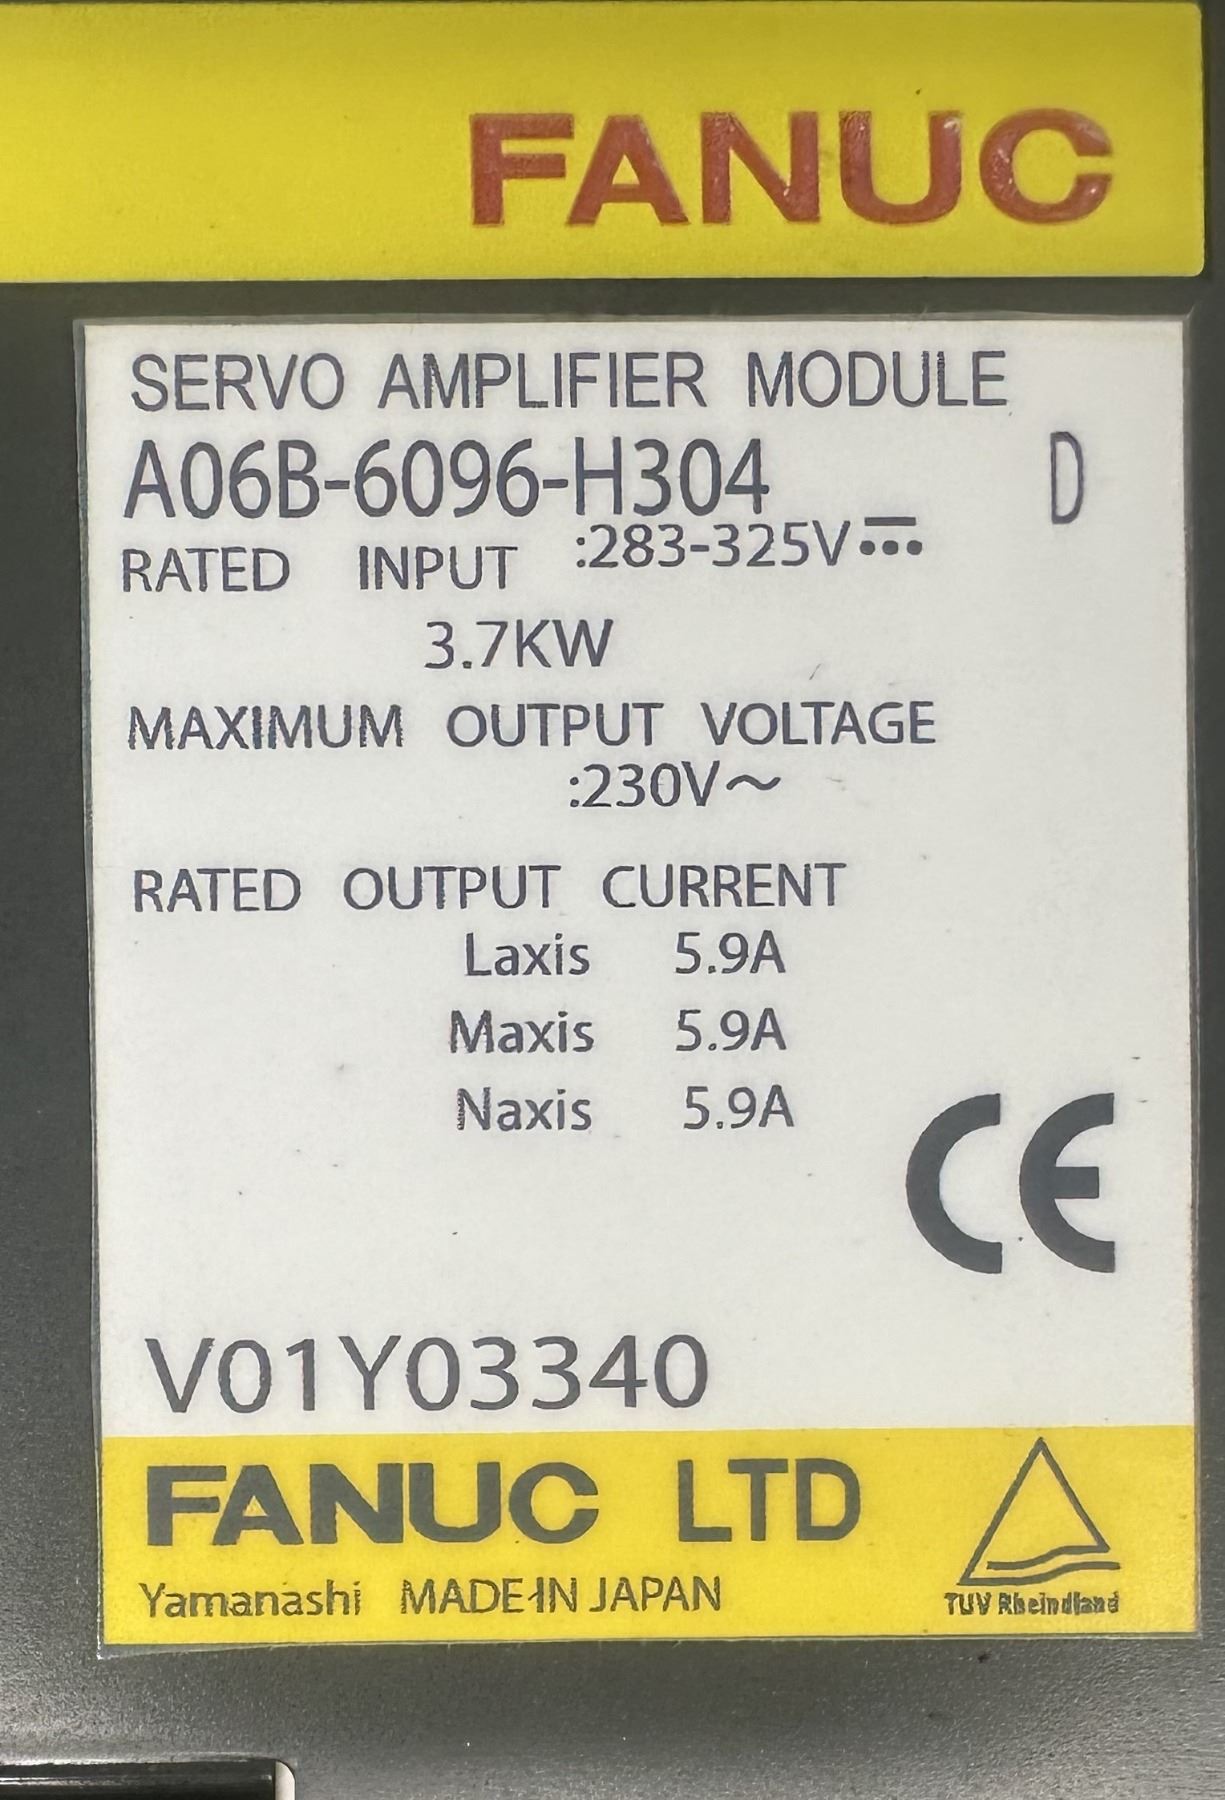 FANUC
SERVO AMPLIFIER MODULE
A06B-6096-H304 D
RATED INPUT :283-325V⎓
3.7KW
MAXIMUM OUTPUT VOLTAGE
:230V～
RATED OUTPUT CURRENT
Laxis 5.9A
Maxis 5.9A
Naxis 5.9A
CE
V01Y03340
FANUC LTD
Yamanashi MADE IN JAPAN
TUV Rheindland